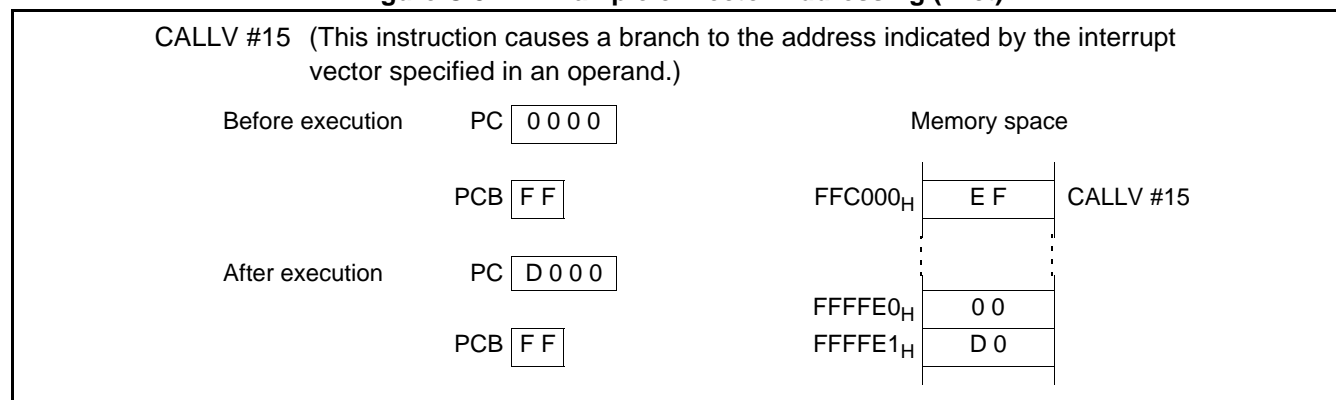 CALLV #15 (This instruction causes a branch to the address indicated by the interrupt
vector specified in an operand.)
Before execution PC 0 0 0 0 Memory space
PCB F F FFC000H E F CALLV #15
After execution PC D 0 0 0
FFFFE0H 0 0
PCB F F FFFFE1H D 0